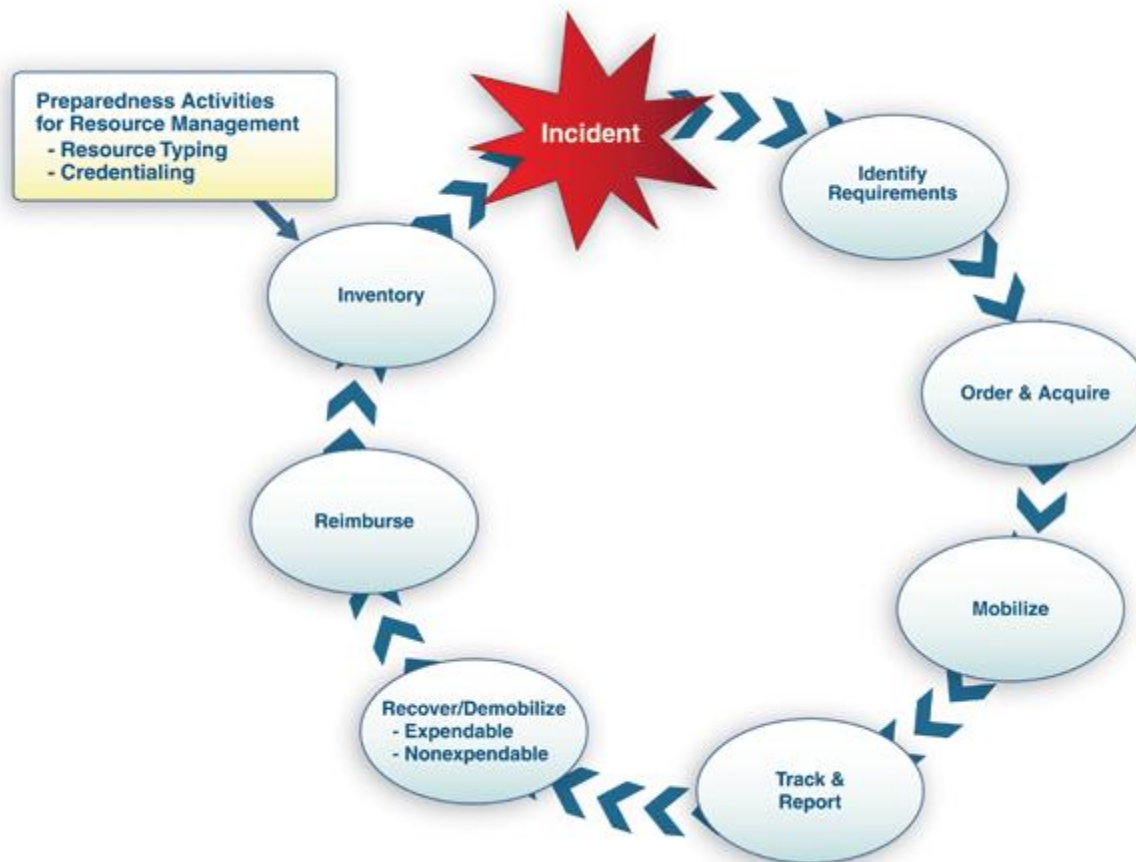 Preparedness Activities
for Resource Management
- Resource Typing
- Credentialing
Incident
Identify
Requirements
Order & Acquire
Mobilize
Track &
Report
Recover/Demobilize
- Expendable
- Nonexpendable
Reimburse
Inventory